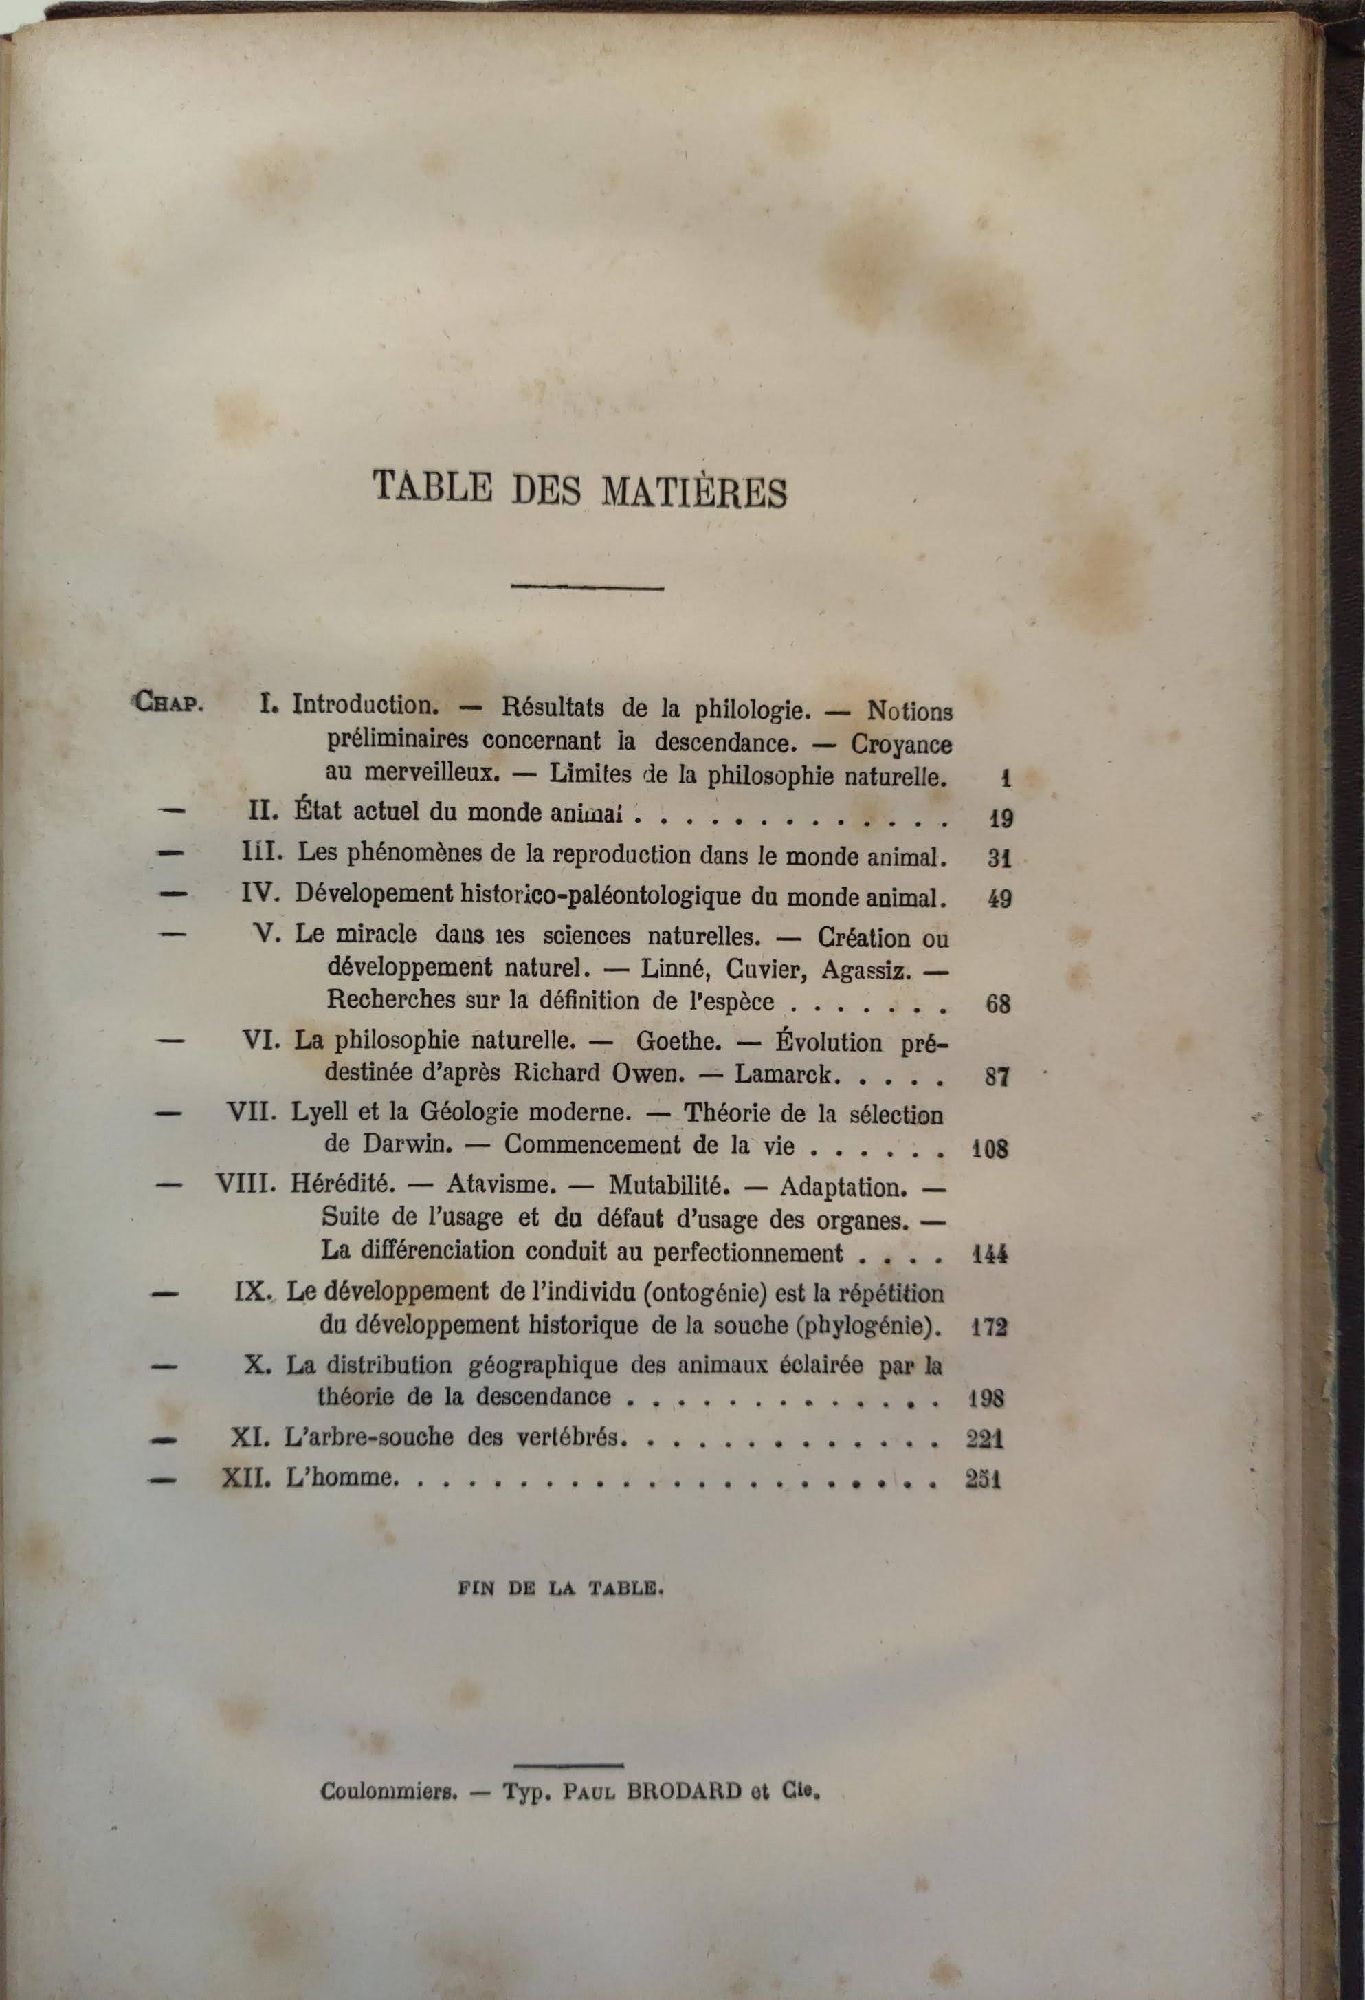 TABLE DES MATIÈRES
CHAP. I. Introduction. — Résultats de la philologie. — Notions
préliminaires concernant la descendance. — Croyance
au merveilleux. — Limites de la philosophie naturelle. 1
— II. État actuel du monde animal . . . . . . . . . . . . . 19
— III. Les phénomènes de la reproduction dans le monde animal. 31
— IV. Dévelopement historico-paléontologique du monde animal. 49
— V. Le miracle dans les sciences naturelles. — Création ou
développement naturel. — Linné, Cuvier, Agassiz. —
Recherches sur la définition de l'espèce . . . . . . . 68
— VI. La philosophie naturelle. — Goethe. — Évolution pré-
destinée d'après Richard Owen. — Lamarck. . . . . 87
— VII. Lyell et la Géologie moderne. — Théorie de la sélection
de Darwin. — Commencement de la vie . . . . . . 108
— VIII. Hérédité. — Atavisme. — Mutabilité. — Adaptation. —
Suite de l'usage et du défaut d'usage des organes. —
La différenciation conduit au perfectionnement . . . . 144
— IX. Le développement de l'individu (ontogénie) est la répétition
du développement historique de la souche (phylogénie). 172
— X. La distribution géographique des animaux éclairée par la
théorie de la descendance . . . . . . . . . . . . . 198
— XI. L'arbre-souche des vertébrés. . . . . . . . . . . . . 221
— XII. L'homme. . . . . . . . . . . . . . . . . . . . . . 251
FIN DE LA TABLE.
Coulommiers. — Typ. PAUL BRODARD et Cie.